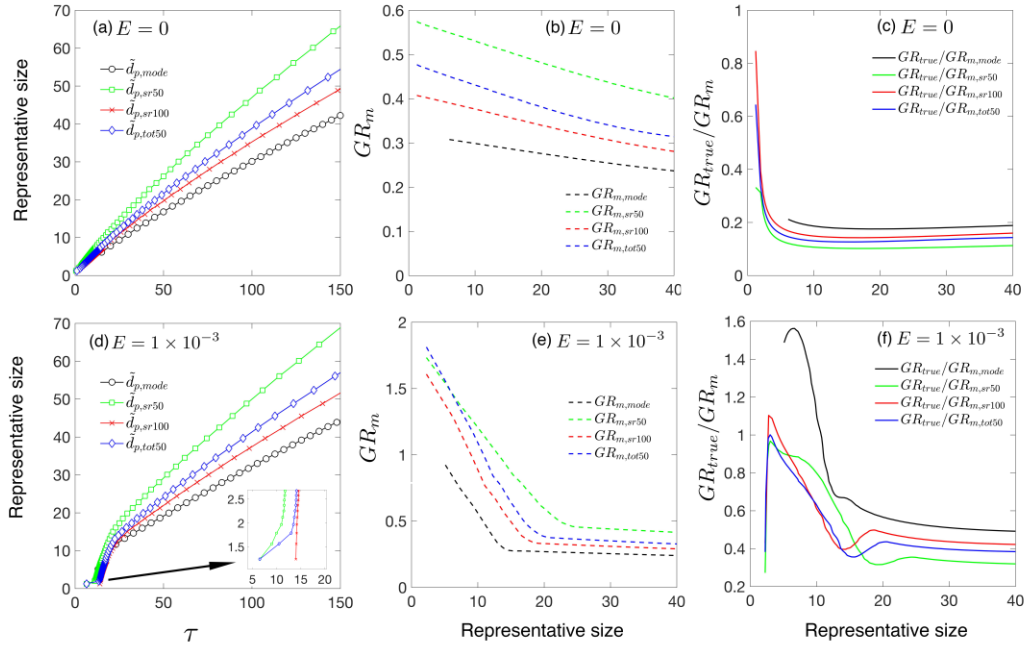 (a) E = 0
Representative size
70
60
50
40
30
20
10
0
d̃p,mode
d̃p,sr50
d̃p,sr100
d̃p,tot50
0 50 100 150
(b) E = 0
GRm
0.6
0.5
0.4
0.3
0.2
0.1
0
GRm,mode
GRm,sr50
GRm,sr100
GRm,tot50
0 10 20 30 40
(c) E = 0
GRtrue/GRm
1
0.8
0.6
0.4
0.2
0
GRtrue/GRm,mode
GRtrue/GRm,sr50
GRtrue/GRm,sr100
GRtrue/GRm,tot50
0 10 20 30 40
(d) E = 1 × 10⁻³
Representative size
70
60
50
40
30
20
10
0
d̃p,mode
d̃p,sr50
d̃p,sr100
d̃p,tot50
2.5
2
1.5
5 10 15 20
0 50 100 150
τ
(e) E = 1 × 10⁻³
GRm
2
1.5
1
0.5
0
GRm,mode
GRm,sr50
GRm,sr100
GRm,tot50
0 10 20 30 40
Representative size
(f) E = 1 × 10⁻³
GRtrue/GRm
1.6
1.4
1.2
1
0.8
0.6
0.4
0.2
GRtrue/GRm,mode
GRtrue/GRm,sr50
GRtrue/GRm,sr100
GRtrue/GRm,tot50
0 10 20 30 40
Representative size